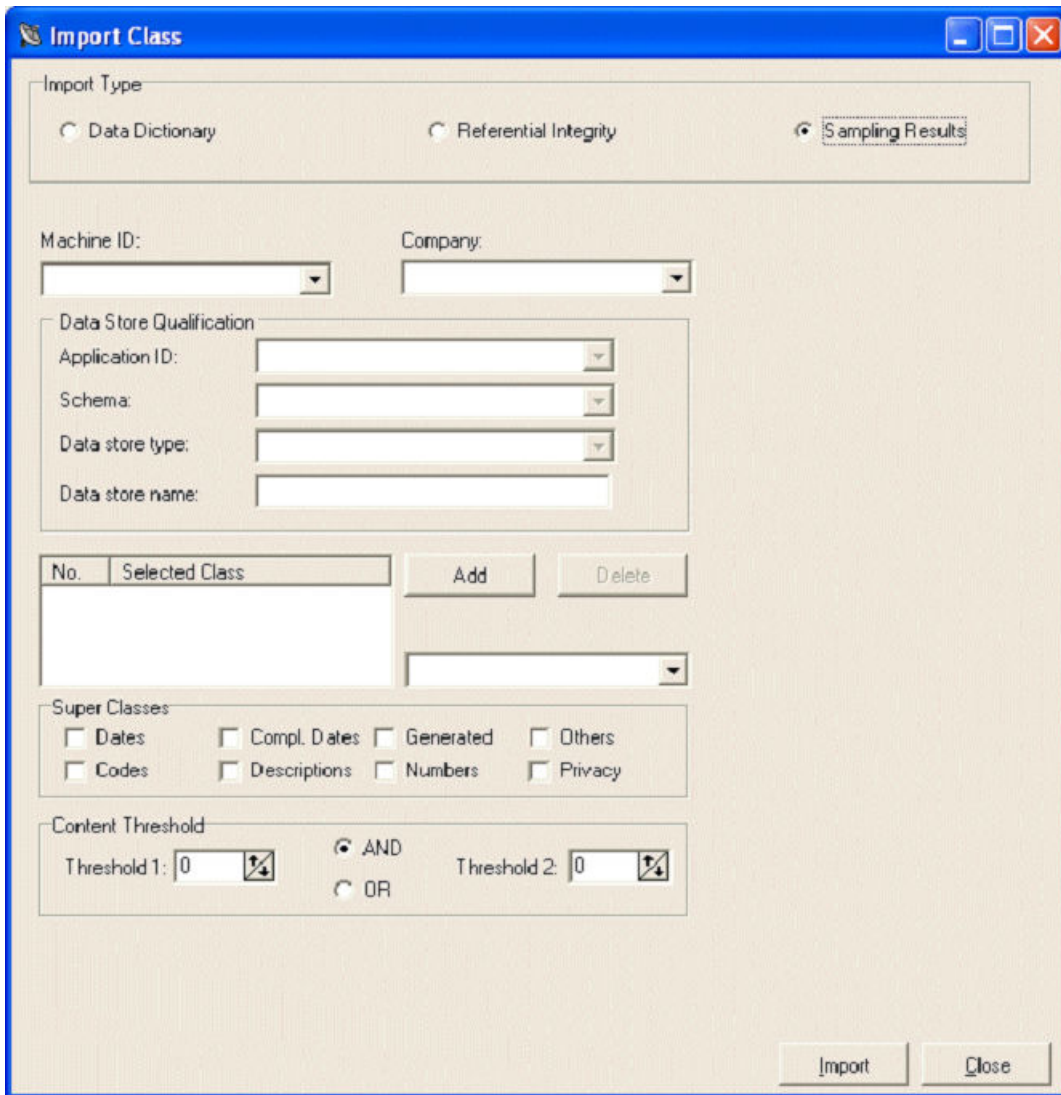 Import Class
Import Type
Data Dictionary Referential Integrity Sampling Results
Machine ID: Company:
Data Store Qualification
Application ID:
Schema:
Data store type:
Data store name:
No. Selected Class Add Delete
Super Classes
Dates Compl. Dates Generated Others
Codes Descriptions Numbers Privacy
Content Threshold
AND
Threshold 1: 0 Threshold 2: 0
OR
Import Close